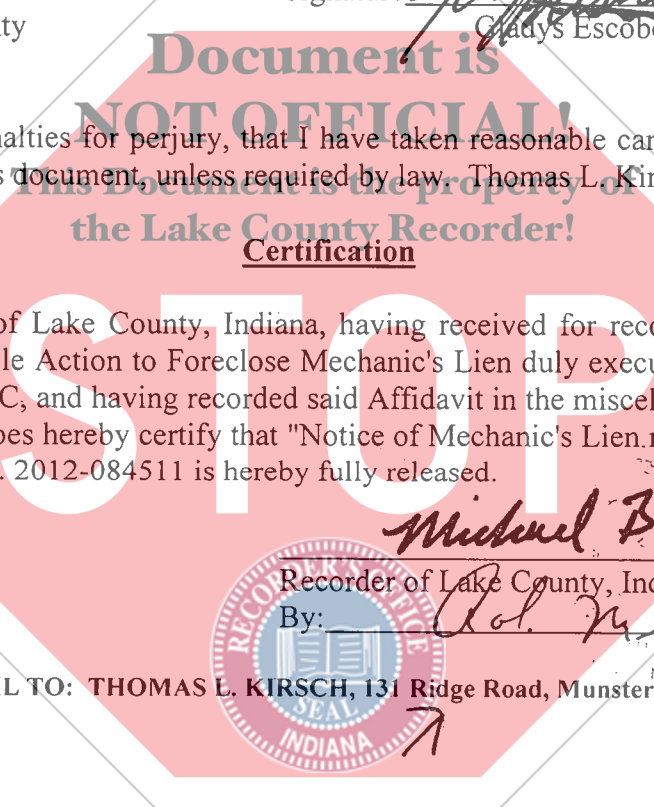 ty
Gladys Escobe
Document is
NOT OFFICIAL!
nalties for perjury, that I have taken reasonable car
s document, unless required by law. Thomas L. Kir
This Document is the property of
the Lake County Recorder!
Certification
of Lake County, Indiana, having received for reco
le Action to Foreclose Mechanic's Lien duly execu
C, and having recorded said Affidavit in the miscel
oes hereby certify that "Notice of Mechanic's Lien.
. 2012-084511 is hereby fully released.
STOP
Michael B
Recorder of Lake County, Ind
By:
RECORDER'S OFFICE
SEAL
INDIANA
IL TO: THOMAS L. KIRSCH, 131 Ridge Road, Munster